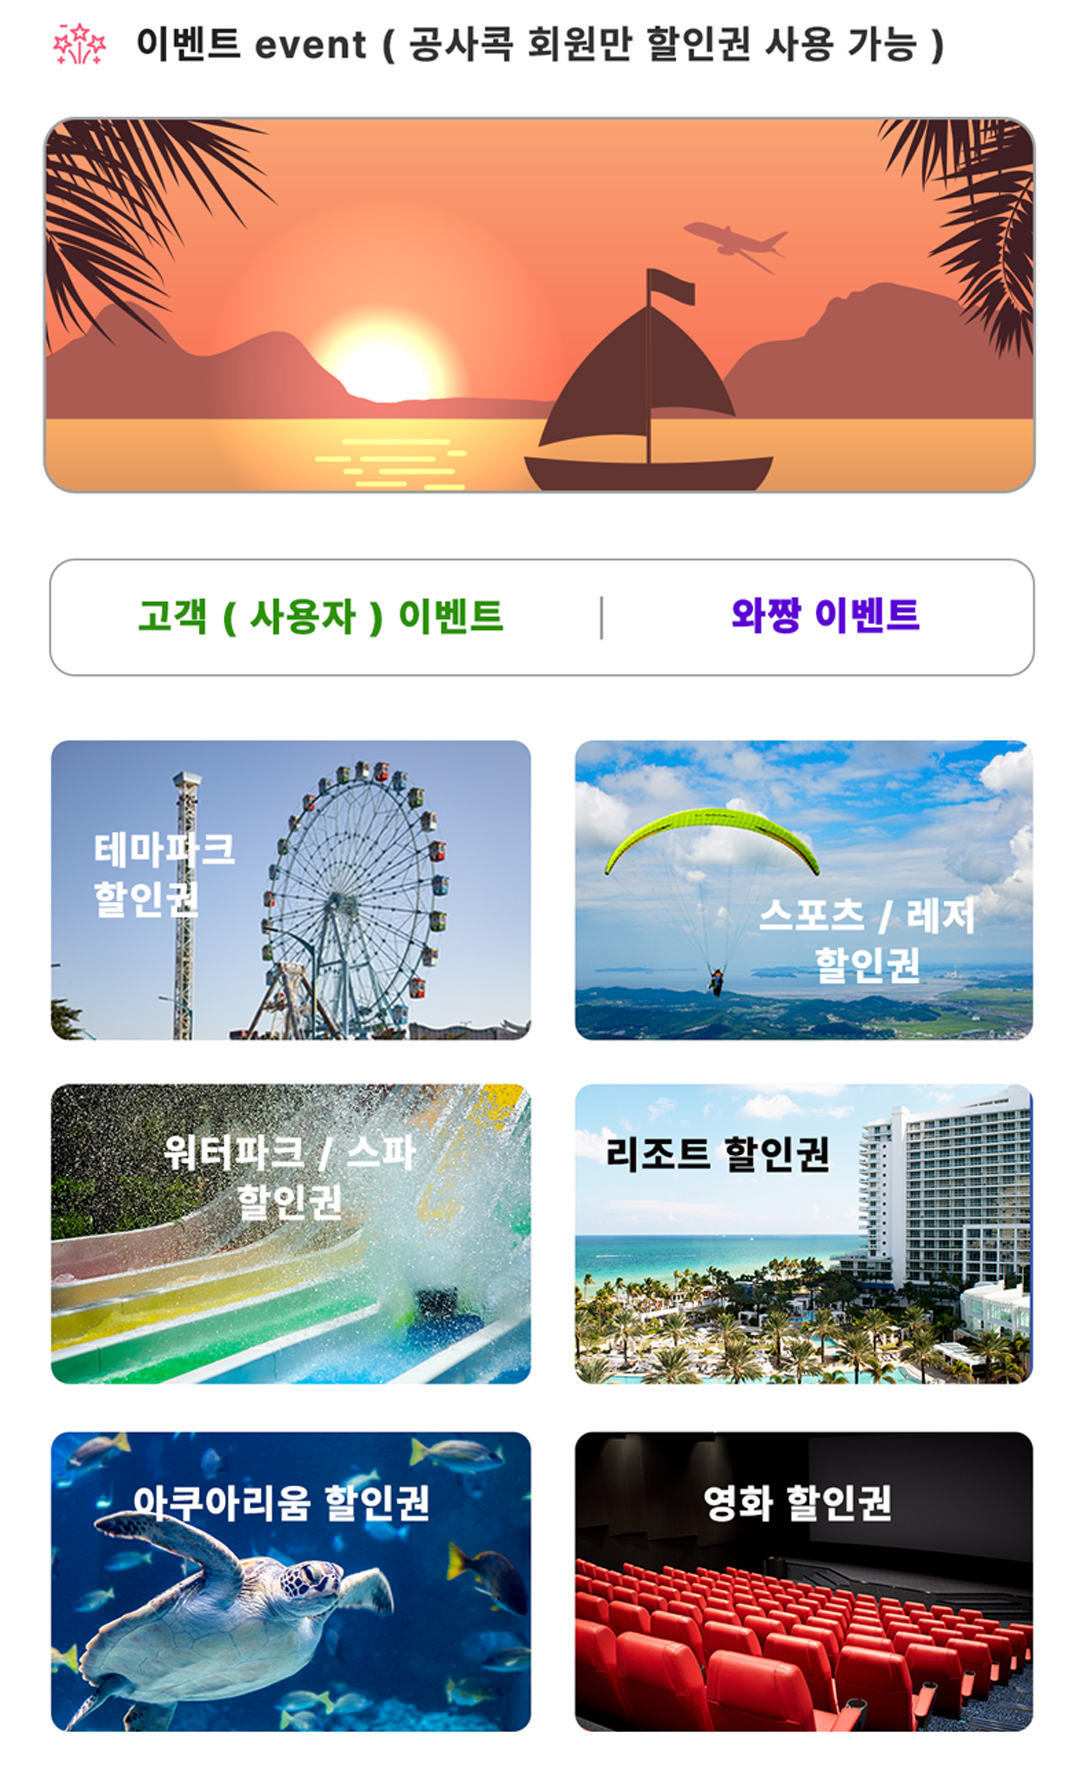 이벤트 event ( 공사콕 회원만 할인권 사용 가능 )
고객 ( 사용자 ) 이벤트 | 와짱 이벤트
테마파크
할인권
스포츠 / 레저
할인권
워터파크 / 스파
할인권
리조트 할인권
아쿠아리움 할인권
영화 할인권